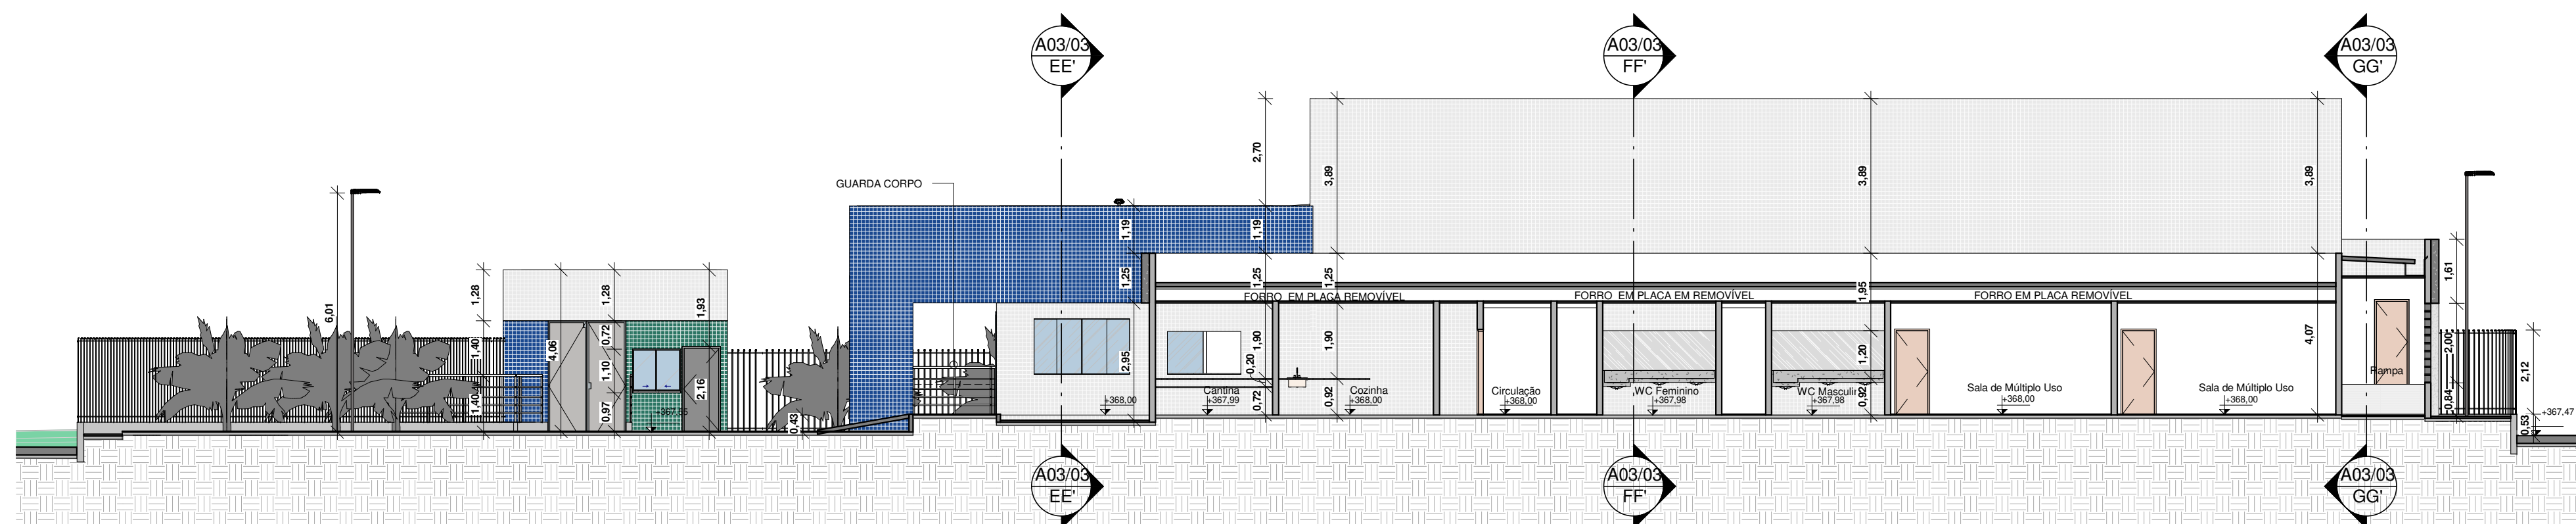 A03/03
EE'
A03/03
FF'
A03/03
GG'
2,70
3,89
3,89
3,89
GUARDA CORPO
6,01
1,28
1,28
1,93
1,19
1,19
1,25
1,25
1,25
1,95
1,61
FORRO EM PLACA REMOVÍVEL
FORRO EM PLACA EM REMOVÍVEL
FORRO EM PLACA REMOVÍVEL
1,40
4,06
0,72
1,10
2,16
0,97
1,40
0,43
2,95
1,90
0,20
1,90
1,20
4,07
2,00
2,12
0,72
0,92
0,92
0,84
0,53
+368,00
Cantina
+367,99
Cozinha
+368,00
Circulação
+368,00
WC Feminino
+367,98
WC Masculin
+367,98
Sala de Múltiplo Uso
+368,00
Sala de Múltiplo Uso
+368,00
Rampa
+367,47
A03/03
EE'
A03/03
FF'
A03/03
GG'